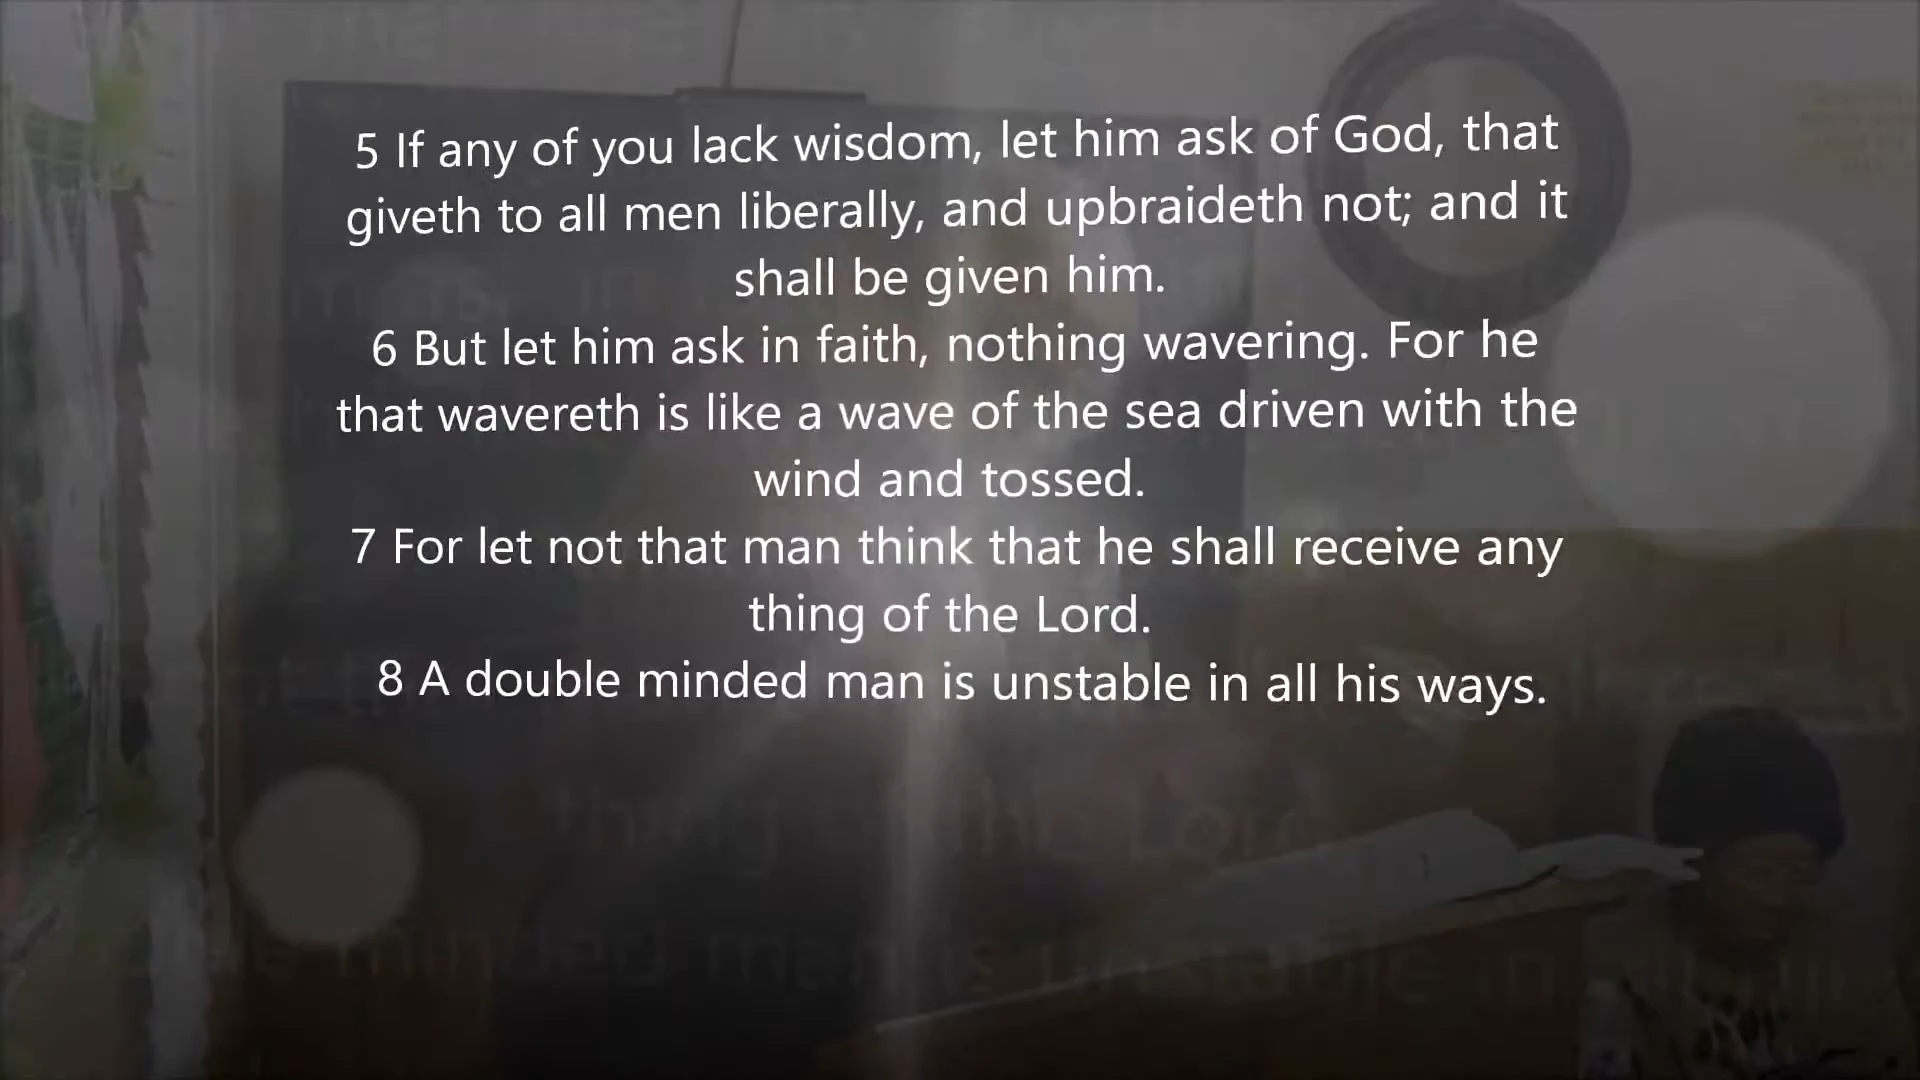 5 If any of you lack wisdom, let him ask of God, that
giveth to all men liberally, and upbraideth not; and it
shall be given him.
6 But let him ask in faith, nothing wavering. For he
that wavereth is like a wave of the sea driven with the
wind and tossed.
7 For let not that man think that he shall receive any
thing of the Lord.
8 A double minded man is unstable in all his ways.